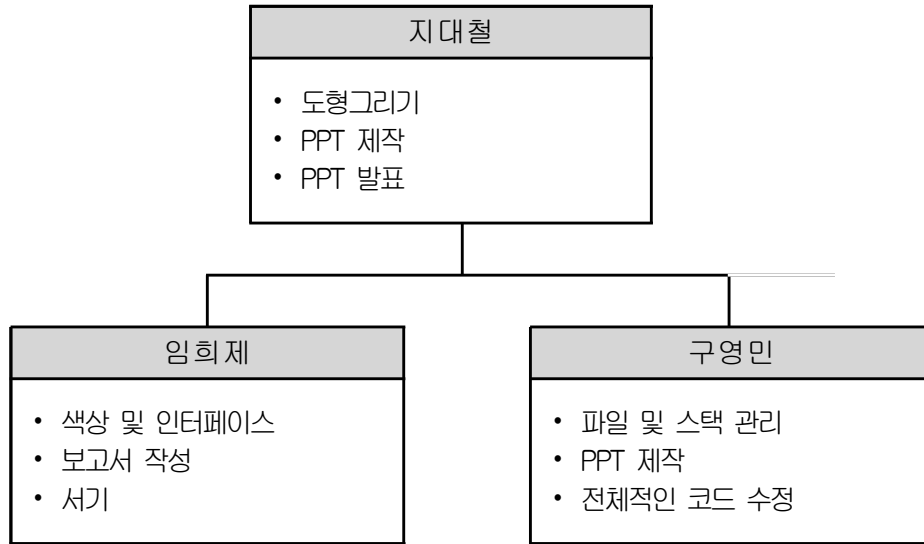 지대철
• 도형그리기
• PPT 제작
• PPT 발표
임희제
• 색상 및 인터페이스
• 보고서 작성
• 서기
구영민
• 파일 및 스택 관리
• PPT 제작
• 전체적인 코드 수정